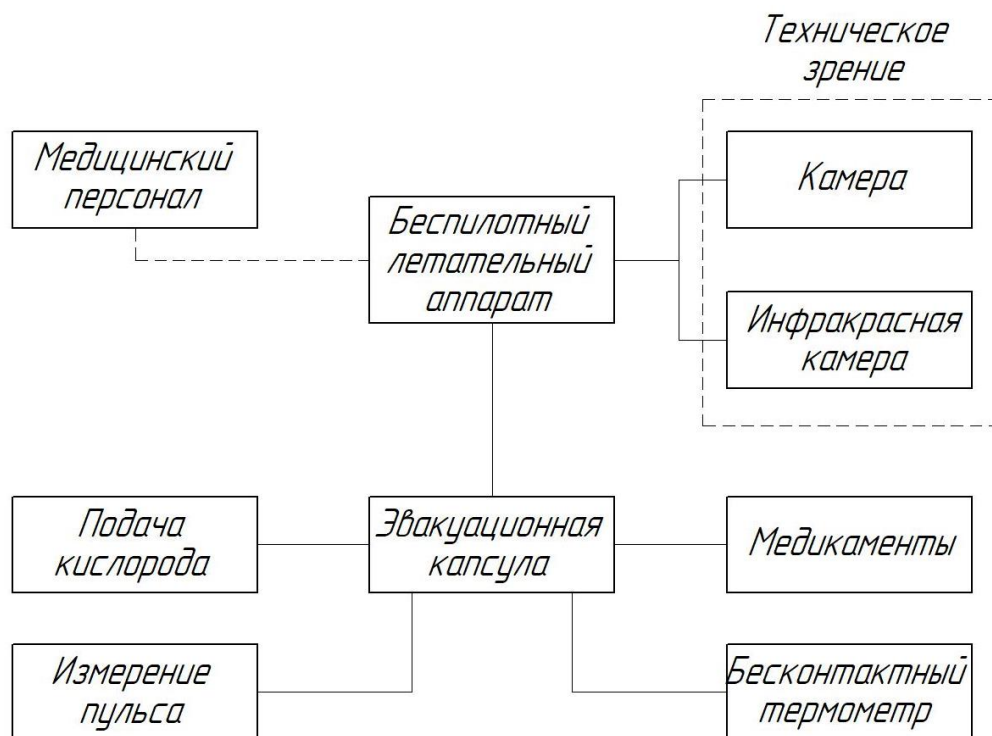 Техническое
зрение
Медицинский
персонал
Камера
Беспилотный
летательный
аппарат
Инфракрасная
камера
Подача
кислорода
Эвакуационная
капсула
Медикаменты
Измерение
пульса
Бесконтактный
термометр